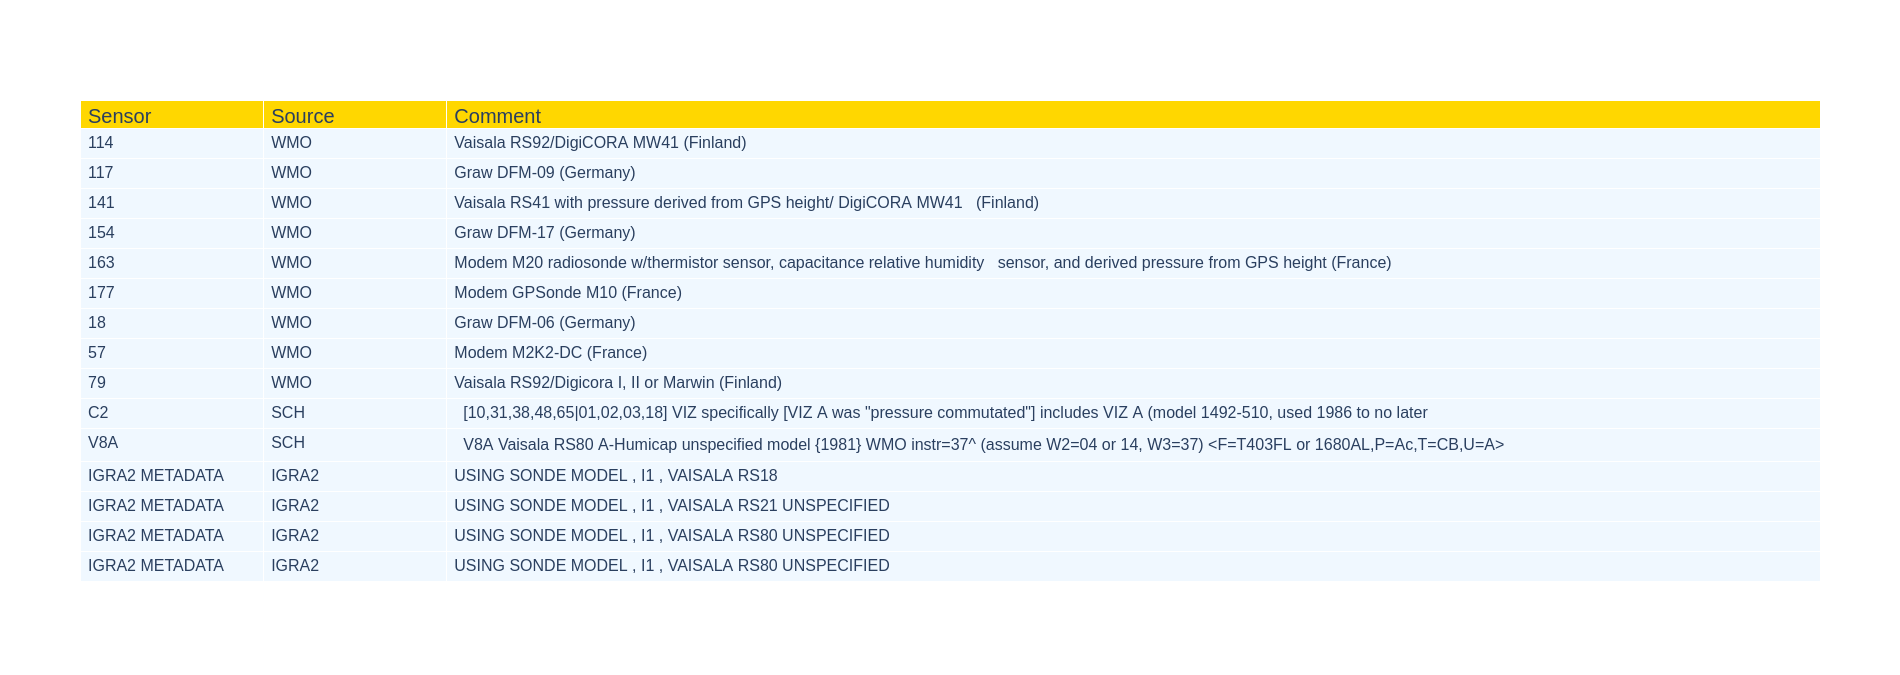 Sensor Source Comment
114 WMO Vaisala RS92/DigiCORA MW41 (Finland)
117 WMO Graw DFM-09 (Germany)
141 WMO Vaisala RS41 with pressure derived from GPS height/ DigiCORA MW41   (Finland)
154 WMO Graw DFM-17 (Germany)
163 WMO Modem M20 radiosonde w/thermistor sensor, capacitance relative humidity   sensor, and derived pressure from GPS height (France)
177 WMO Modem GPSonde M10 (France)
18 WMO Graw DFM-06 (Germany)
57 WMO Modem M2K2-DC (France)
79 WMO Vaisala RS92/Digicora I, II or Marwin (Finland)
C2 SCH [10,31,38,48,65|01,02,03,18] VIZ specifically [VIZ A was "pressure commutated"] includes VIZ A (model 1492-510, used 1986 to no later
V8A SCH V8A Vaisala RS80 A-Humicap unspecified model {1981} WMO instr=37^ (assume W2=04 or 14, W3=37) <F=T403FL or 1680AL,P=Ac,T=CB,U=A>
IGRA2 METADATA IGRA2 USING SONDE MODEL , I1 , VAISALA RS18
IGRA2 METADATA IGRA2 USING SONDE MODEL , I1 , VAISALA RS21 UNSPECIFIED
IGRA2 METADATA IGRA2 USING SONDE MODEL , I1 , VAISALA RS80 UNSPECIFIED
IGRA2 METADATA IGRA2 USING SONDE MODEL , I1 , VAISALA RS80 UNSPECIFIED